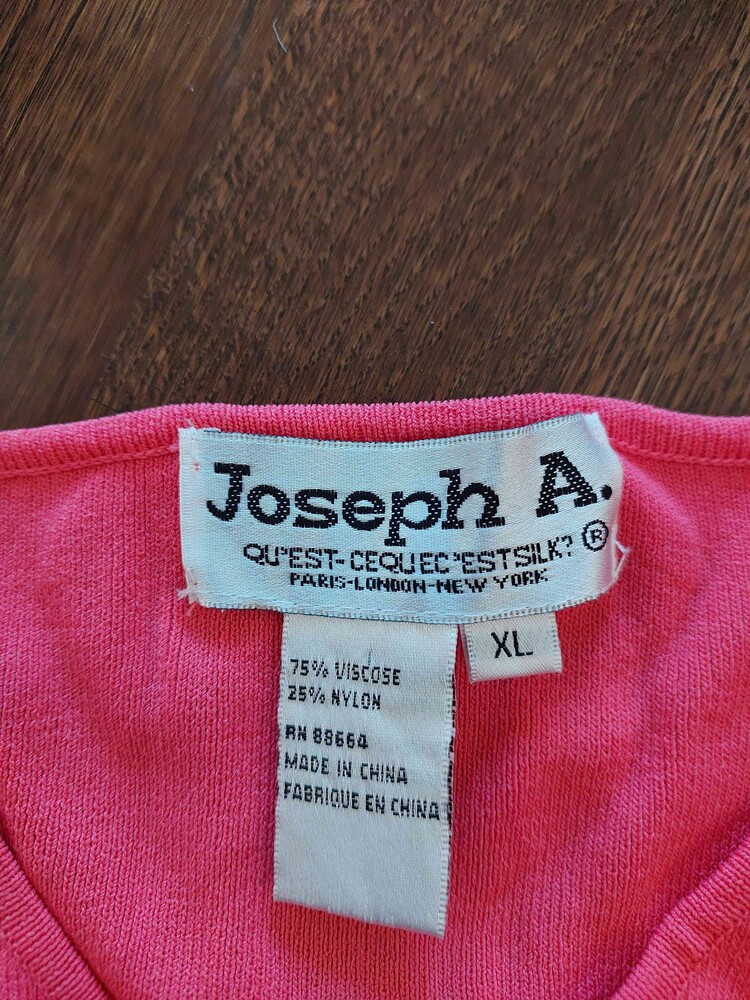 Joseph A.
QU'EST-CEQUEC'ESTSILK? ®
PARIS-LONDON-NEW YORK
XL
75% VISCOSE
25% NYLON
RN 88664
MADE IN CHINA
FABRIQUE EN CHINA